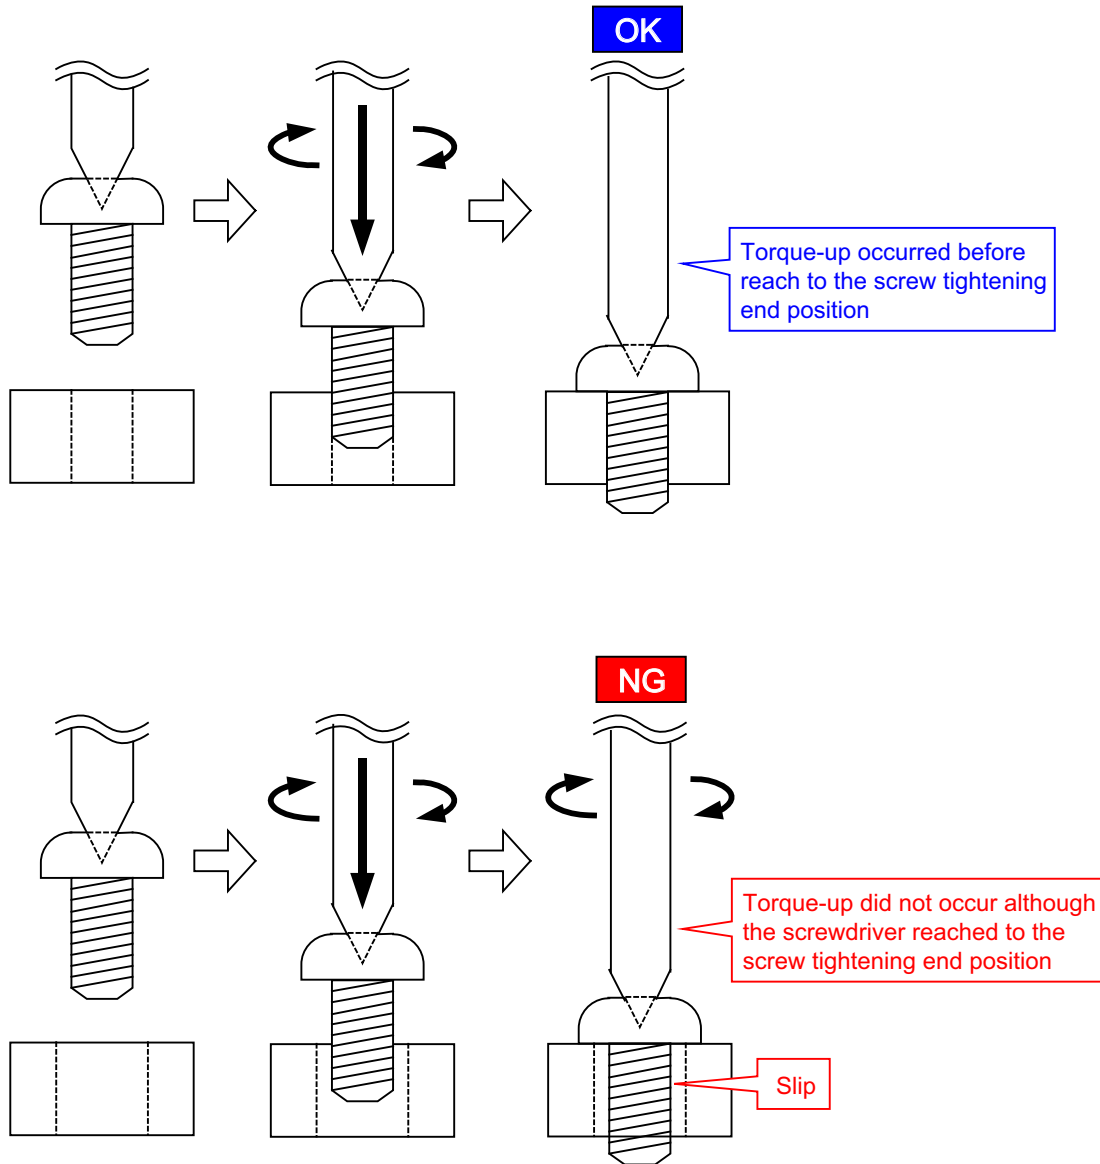 OK
Torque-up occurred before
reach to the screw tightening
end position
NG
Torque-up did not occur although
the screwdriver reached to the
screw tightening end position
Slip